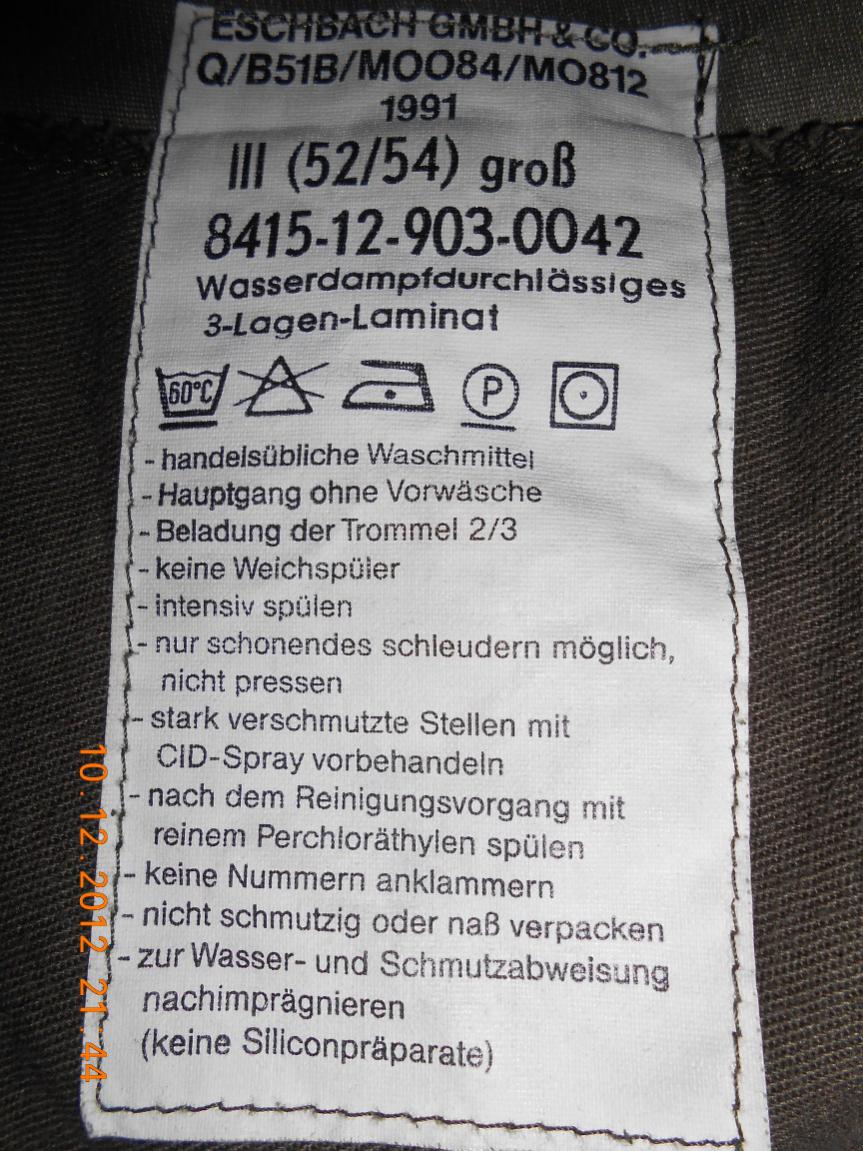 ESCHBACH GMBH & CO.
Q/B51B/MOO84/MO812
1991
III (52/54) groß
8415-12-903-0042
Wasserdampfdurchlässiges
3-Lagen-Laminat
60°C P
- handelsübliche Waschmittel
- Hauptgang ohne Vorwäsche
- Beladung der Trommel 2/3
- keine Weichspüler
- intensiv spülen
- nur schonendes schleudern möglich,
nicht pressen
- stark verschmutzte Stellen mit
CID-Spray vorbehandeln
- nach dem Reinigungsvorgang mit
reinem Perchloräthylen spülen
- keine Nummern anklammern
- nicht schmutzig oder naß verpacken
- zur Wasser- und Schmutzabweisung
nachimprägnieren
(keine Siliconpräparate)
10.12.2012 21:44